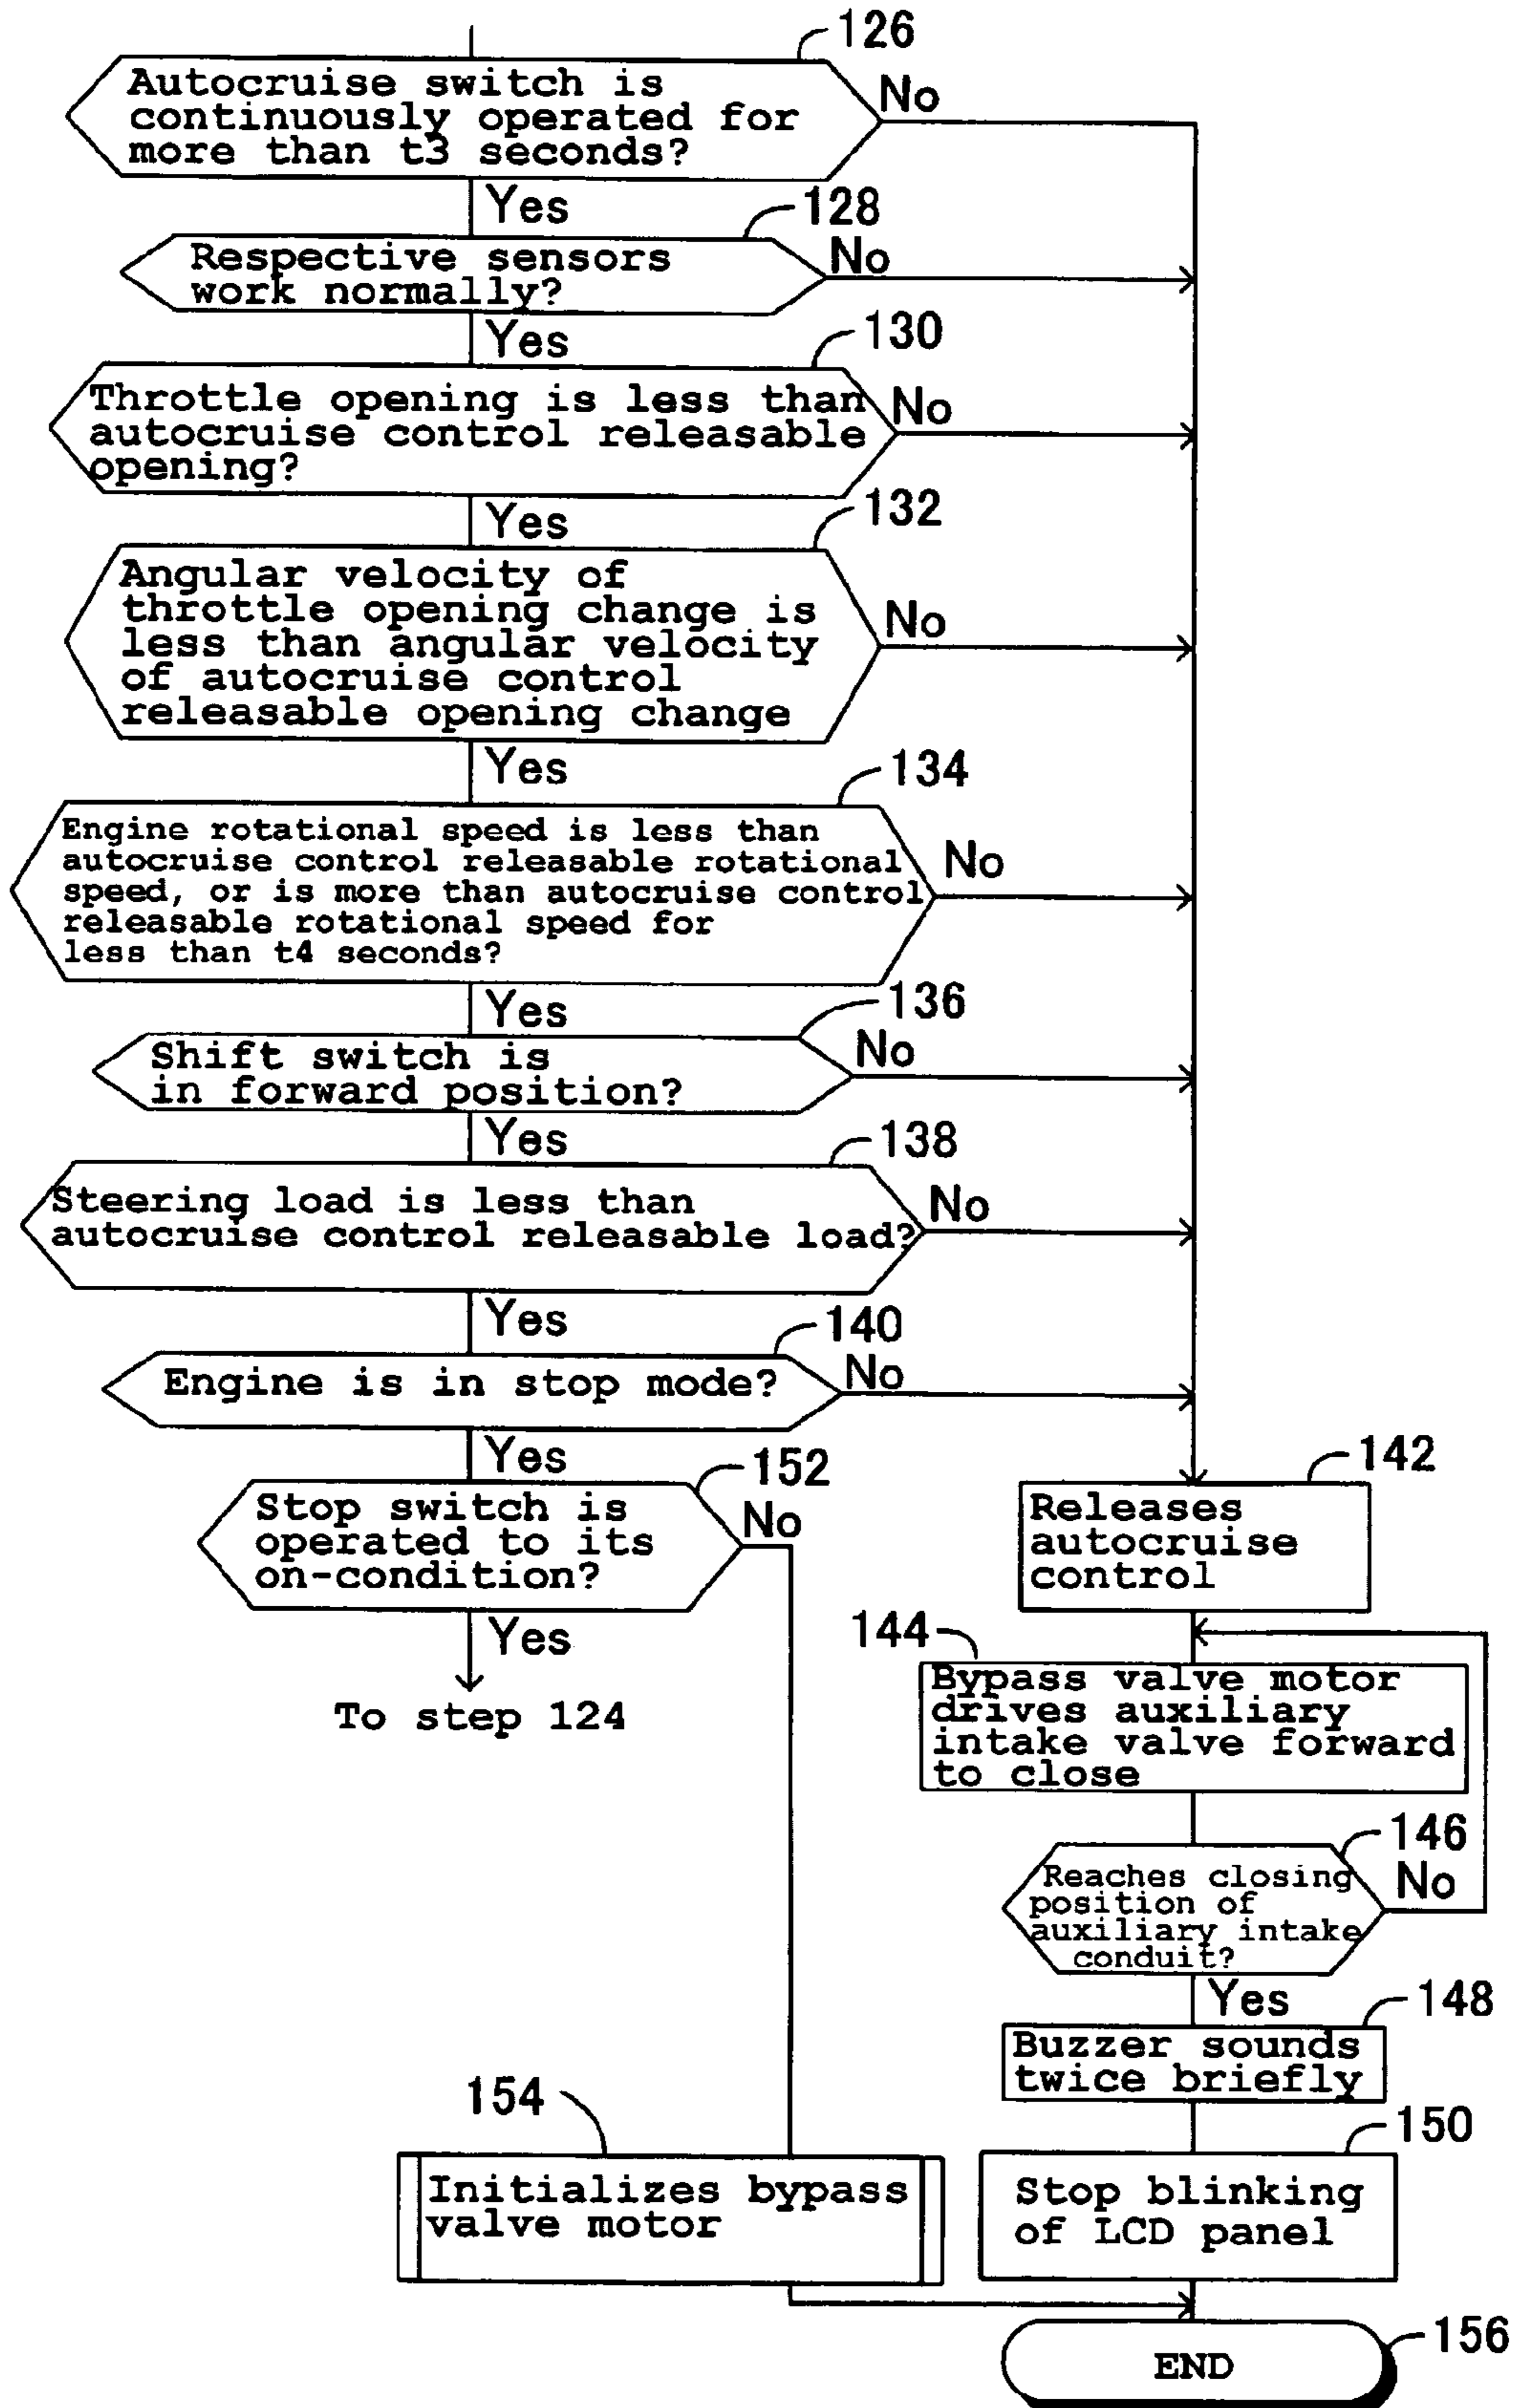 126
Autocruise switch is
continuously operated for
more than t3 seconds?
No
Yes
128
Respective sensors
work normally?
No
Yes
130
Throttle opening is less than
autocruise control releasable
opening?
No
Yes
132
Angular velocity of
throttle opening change is
less than angular velocity
of autocruise control
releasable opening change
No
Yes
134
Engine rotational speed is less than
autocruise control releasable rotational
speed, or is more than autocruise control
releasable rotational speed for
less than t4 seconds?
No
Yes
136
Shift switch is
in forward position?
No
Yes
138
Steering load is less than
autocruise control releasable load?
No
Yes
140
Engine is in stop mode?
No
Yes
152
Stop switch is
operated to its
on-condition?
No
Yes
To step 124
142
Releases
autocruise
control
144
Bypass valve motor
drives auxiliary
intake valve forward
to close
146
Reaches closing
position of
auxiliary intake
conduit?
No
Yes
148
Buzzer sounds
twice briefly
154
Initializes bypass
valve motor
150
Stop blinking
of LCD panel
156
END